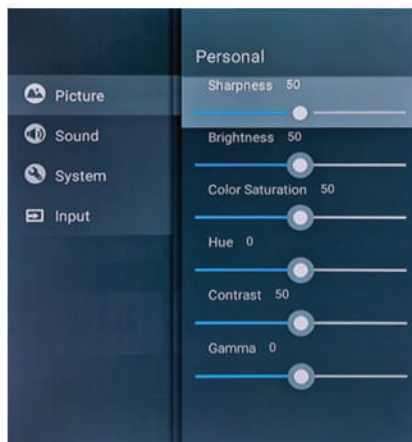 Picture
Sound
System
Input
Personal
Sharpness 50
Brightness 50
Color Saturation 50
Hue 0
Contrast 50
Gamma 0